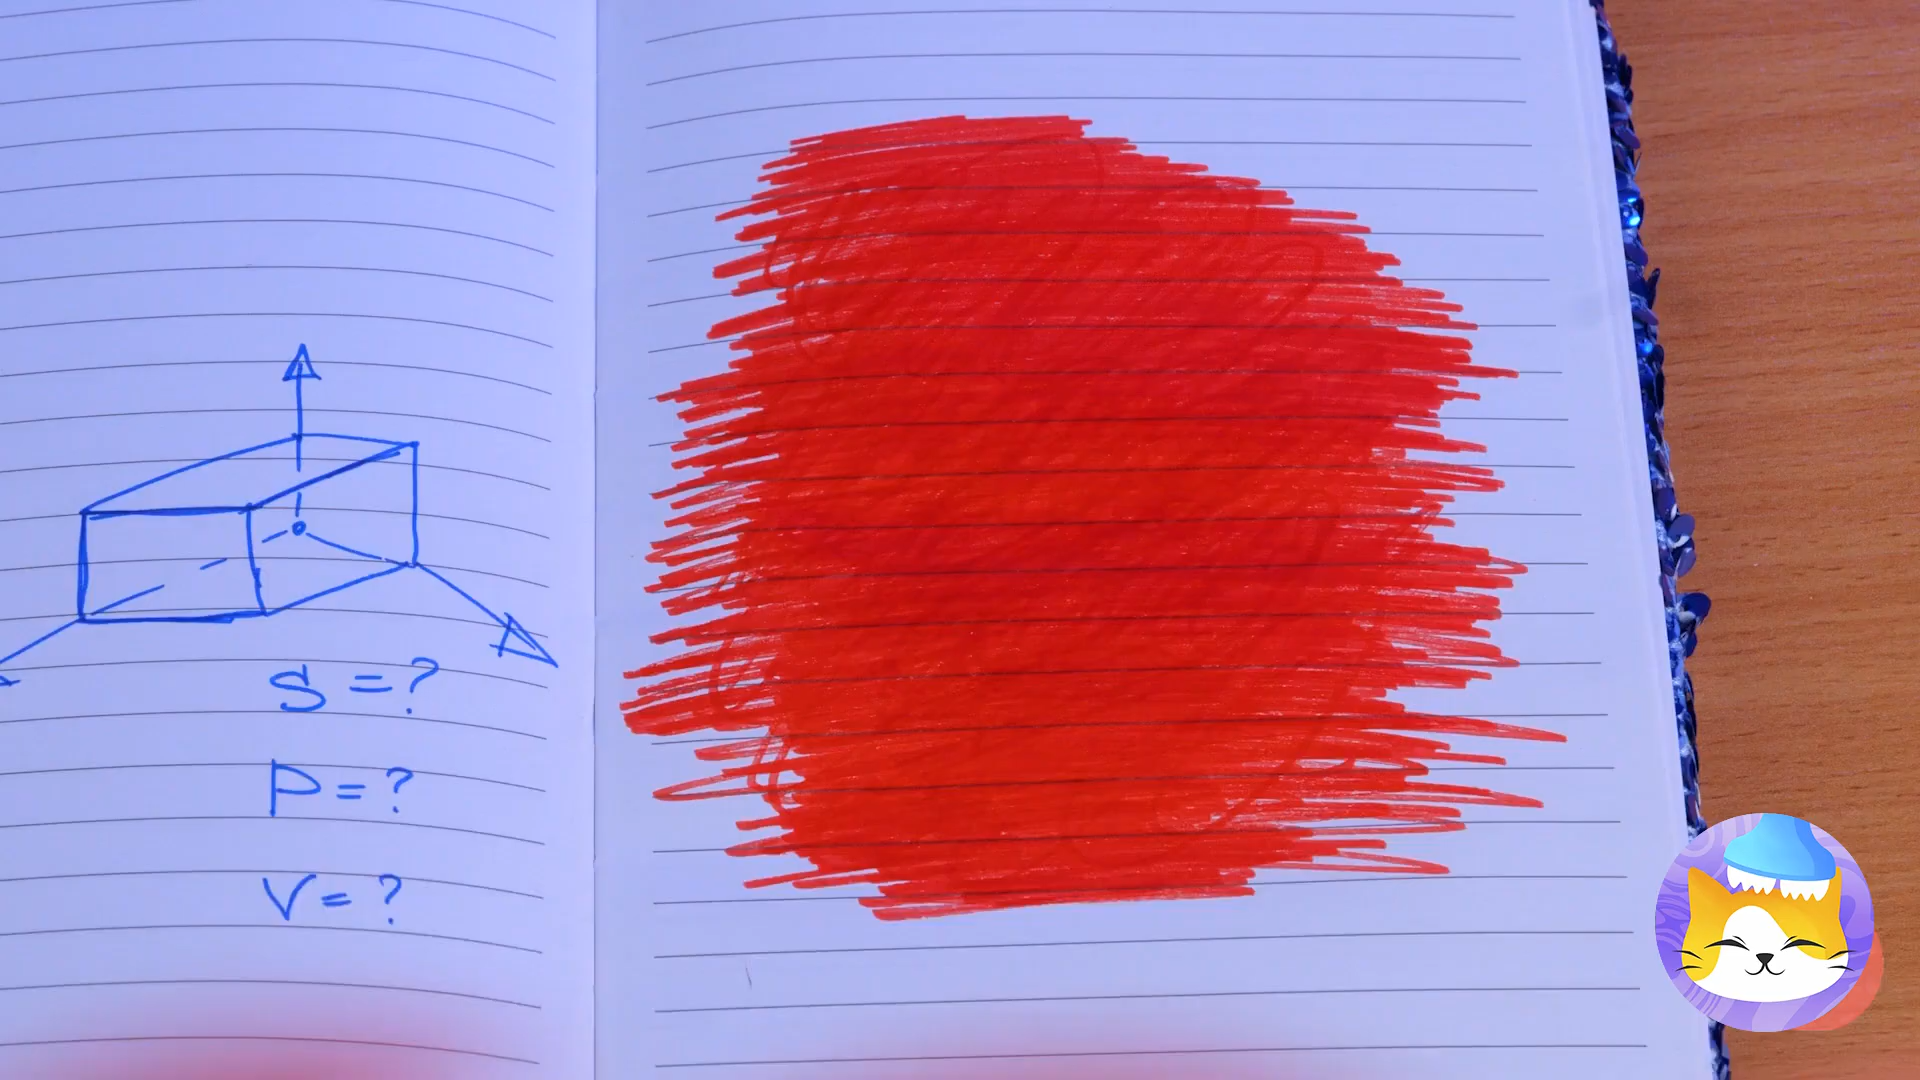 S = ?
P = ?
V = ?